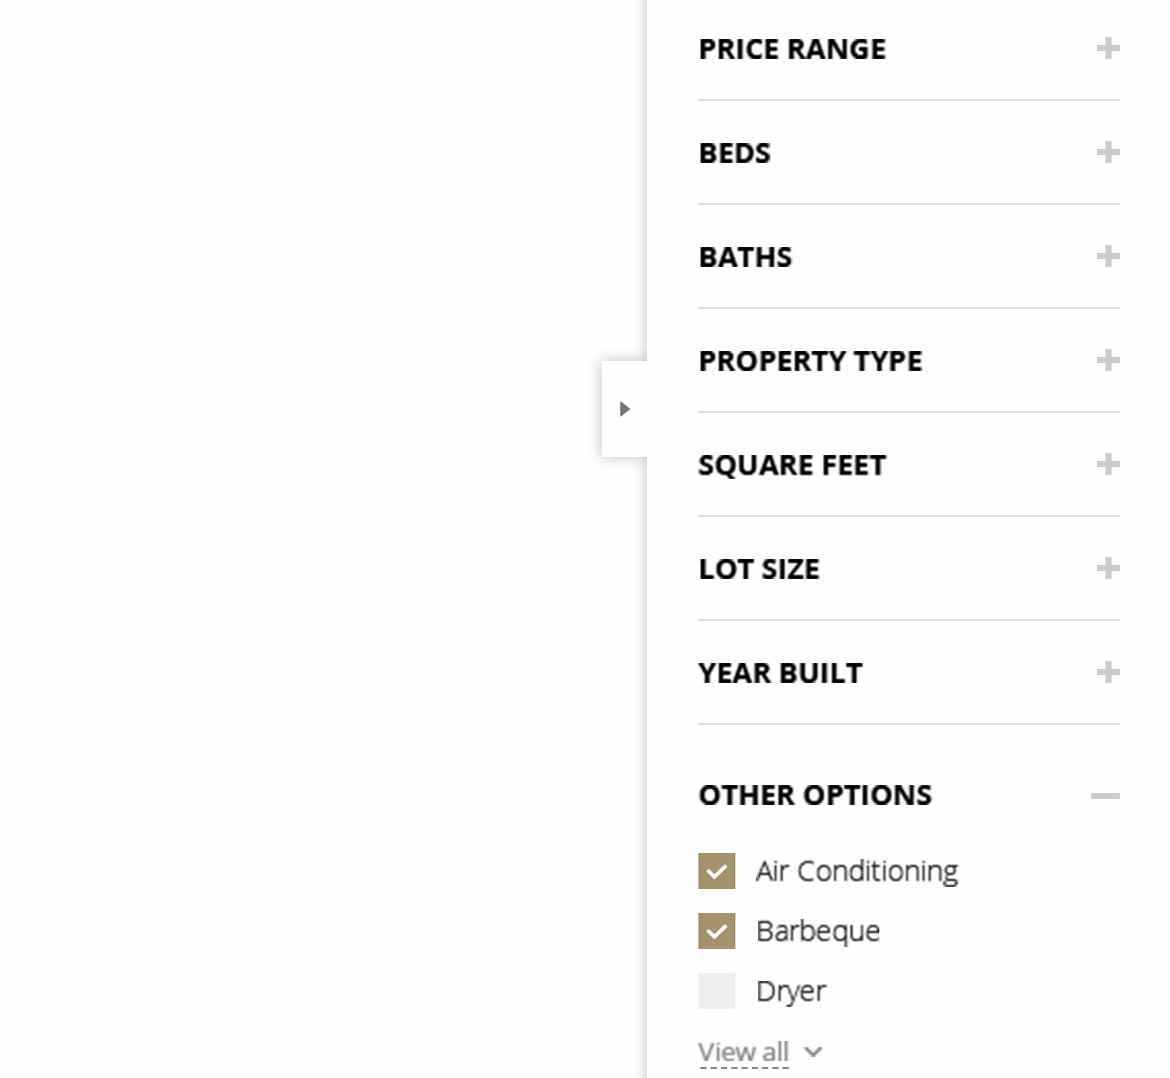 PRICE RANGE
BEDS
BATHS
PROPERTY TYPE
SQUARE FEET
LOT SIZE
YEAR BUILT
OTHER OPTIONS
Air Conditioning
Barbeque
Dryer
View all